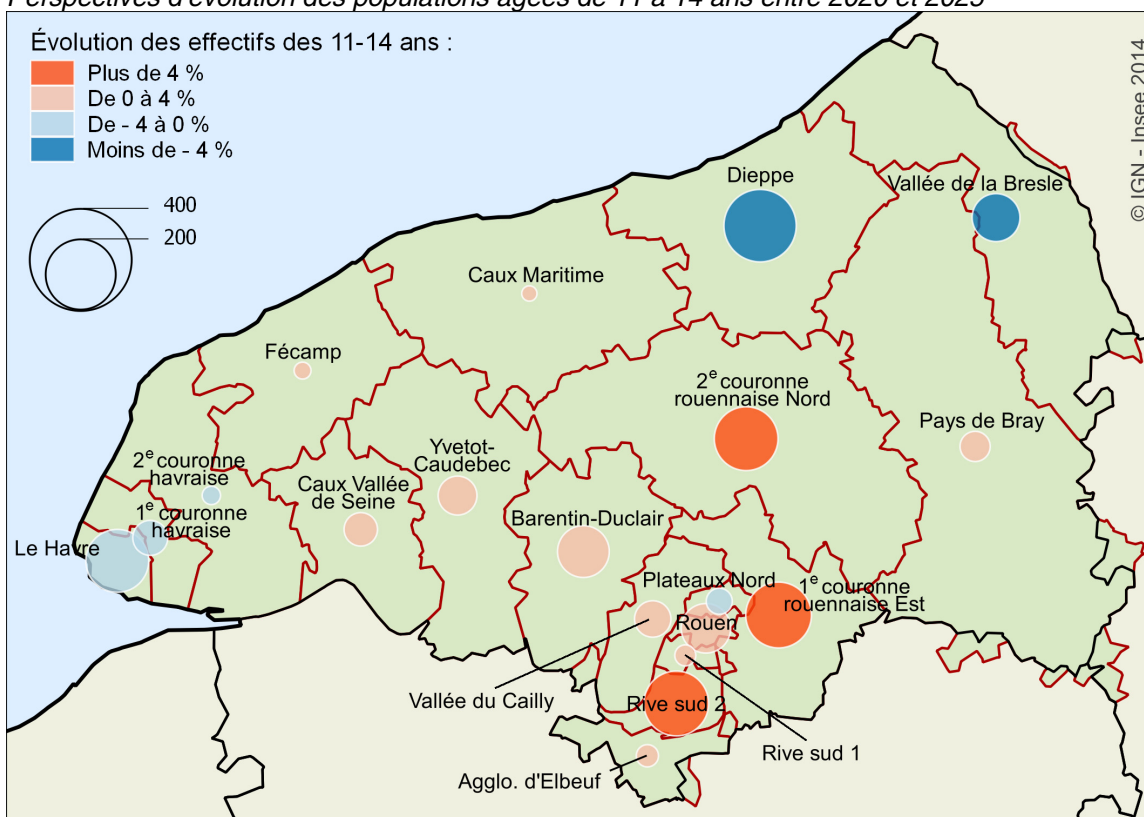 Perspectives d'évolution des populations âgées de 11 à 14 ans entre 2020 et 2025
Évolution des effectifs des 11-14 ans :
Plus de 4 %
De 0 à 4 %
De - 4 à 0 %
Moins de - 4 %
400
200
© IGN - Insee 2014
Dieppe
Vallée de la Bresle
Caux Maritime
Fécamp
2e couronne
rouennaise Nord
Pays de Bray
Yvetot-
Caudebec
2e couronne
havraise
Caux Vallée
de Seine
1e couronne
havraise
Barentin-Duclair
Le Havre
Plateaux Nord
1e couronne
rouennaise Est
Rouen
Vallée du Cailly
Rive sud 2
Rive sud 1
Agglo. d'Elbeuf